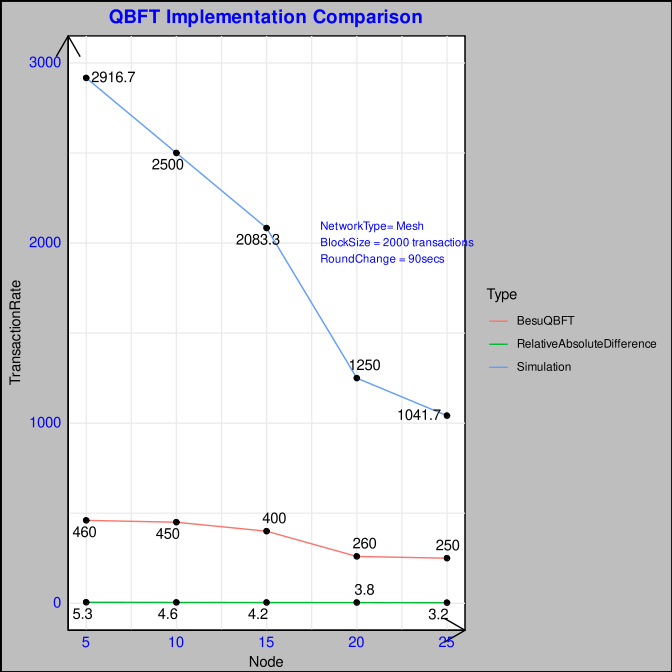 QBFT Implementation Comparison
3000
2916.7
2500
NetworkType= Mesh
2083.3
2000
BlockSize = 2000 transactions
RoundChange = 90secs
TransactionRate
Type
BesuQBFT
RelativeAbsoluteDifference
Simulation
1250
1041.7
1000
460
450
400
260
250
0
5.3
4.6
4.2
3.8
3.2
5 10 15 20 25
Node